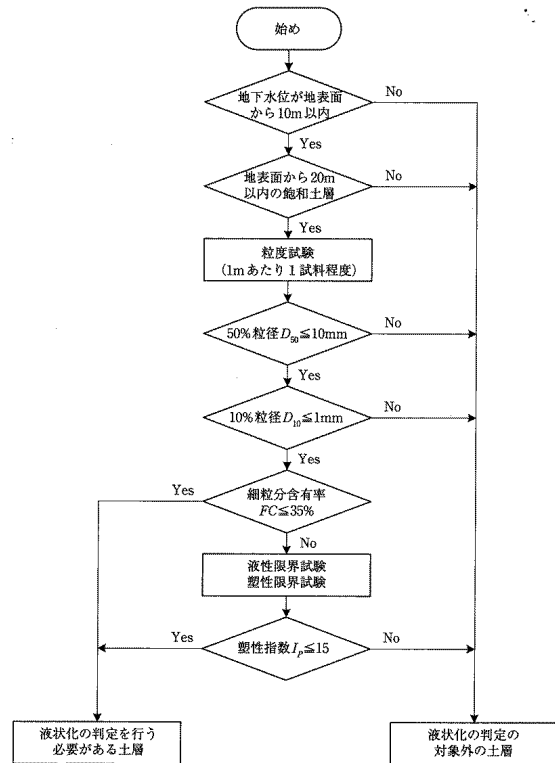 始め
地下水位が地表面
から10m以内
No
Yes
地表面から20m
以内の飽和土層
No
Yes
粒度試験
(1mあたり1試料程度)
50%粒径D₅₀≦10mm
No
Yes
10%粒径D₁₀≦1mm
No
Yes
細粒分含有率
FC≦35%
Yes
No
液性限界試験
塑性限界試験
塑性指数Iₚ≦15
Yes
No
液状化の判定を行う
必要がある土層
液状化の判定の
対象外の土層